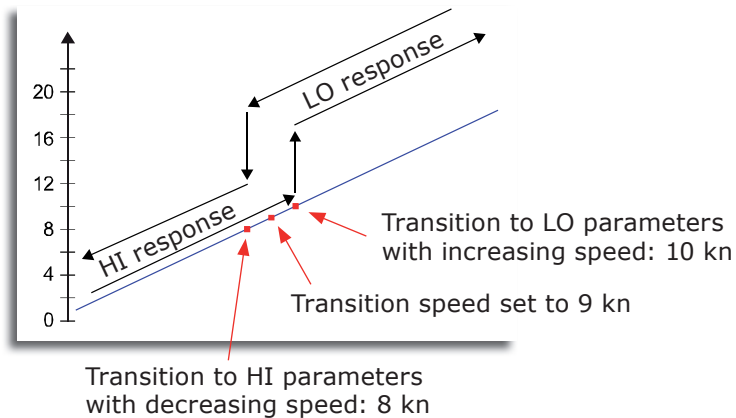 LO response
20
16
12
8
4
0
HI response
Transition to LO parameters
with increasing speed: 10 kn
Transition speed set to 9 kn
Transition to HI parameters
with decreasing speed: 8 kn